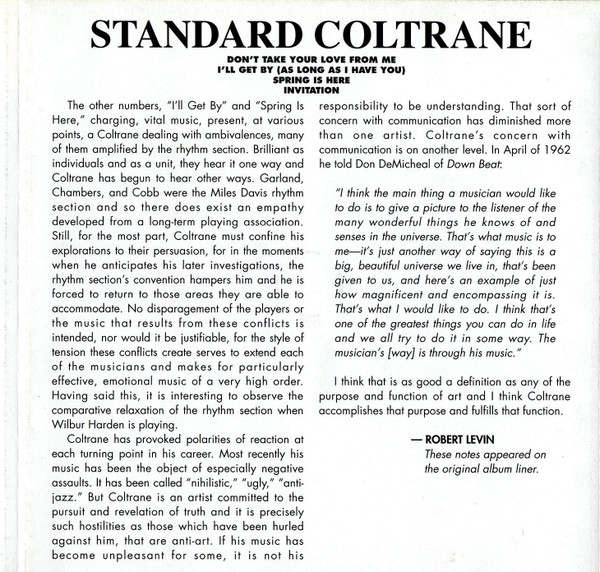 STANDARD COLTRANE
DON'T TAKE YOUR LOVE FROM ME
I'LL GET BY (AS LONG AS I HAVE YOU)
SPRING IS HERE
INVITATION
The other numbers, "I'll Get By" and "Spring Is
Here," charging, vital music, present, at various
points, a Coltrane dealing with ambivalences, many
of them amplified by the rhythm section. Brilliant as
individuals and as a unit, they hear it one way and
Coltrane has begun to hear other ways. Garland,
Chambers, and Cobb were the Miles Davis rhythm
section and so there does exist an empathy
developed from a long-term playing association.
Still, for the most part, Coltrane must confine his
explorations to their persuasion, for in the moments
when he anticipates his later investigations, the
rhythm section's convention hampers him and he is
forced to return to those areas they are able to
accommodate. No disparagement of the players or
the music that results from these conflicts is
intended, nor would it be justifiable, for the style of
tension these conflicts create serves to extend each
of the musicians and makes for particularly
effective, emotional music of a very high order.
Having said this, it is interesting to observe the
comparative relaxation of the rhythm section when
Wilbur Harden is playing.
Coltrane has provoked polarities of reaction at
each turning point in his career. Most recently his
music has been the object of especially negative
assaults. It has been called "nihilistic," "ugly," "anti-
jazz." But Coltrane is an artist committed to the
pursuit and revelation of truth and it is precisely
such hostilities as those which have been hurled
against him, that are anti-art. If his music has
become unpleasant for some, it is not his
responsibility to be understanding. That sort of
concern with communication has diminished more
than one artist. Coltrane's concern with
communication is on another level. In April of 1962
he told Don DeMicheal of Down Beat:
"I think the main thing a musician would like
to do is to give a picture to the listener of the
many wonderful things he knows of and
senses in the universe. That's what music is to
me—it's just another way of saying this is a
big, beautiful universe we live in, that's been
given to us, and here's an example of just
how magnificent and encompassing it is.
That's what I would like to do. I think that's
one of the greatest things you can do in life
and we all try to do it in some way. The
musician's [way] is through his music."
I think that is as good a definition as any of the
purpose and function of art and I think Coltrane
accomplishes that purpose and fulfills that function.
— ROBERT LEVIN
These notes appeared on
the original album liner.